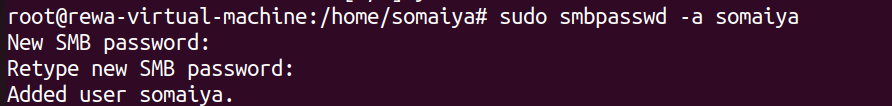 root@rewa-virtual-machine:/home/somaiya# sudo smbpasswd -a somaiya
New SMB password:
Retype new SMB password:
Added user somaiya.